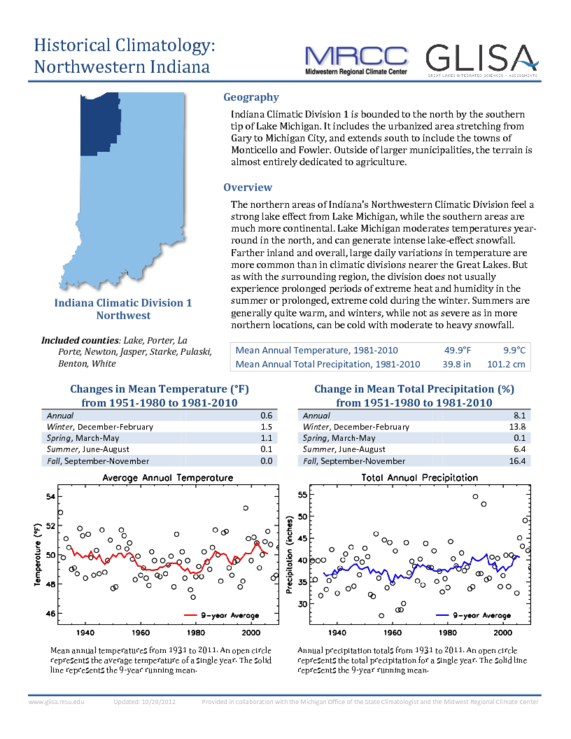 Historical Climatology:
Northwestern Indiana
MRCC
Midwestern Regional Climate Center
GLISA
GREAT LAKES INTEGRATED SCIENCES + ASSESSMENTS
Indiana Climatic Division 1
Northwest
Included counties: Lake, Porter, La
Porte, Newton, Jasper, Starke, Pulaski,
Benton, White
Geography
Indiana Climatic Division 1 is bounded to the north by the southern
tip of Lake Michigan. It includes the urbanized area stretching from
Gary to Michigan City, and extends south to include the towns of
Monticello and Fowler. Outside of larger municipalities, the terrain is
almost entirely dedicated to agriculture.
Overview
The northern areas of Indiana's Northwestern Climatic Division feel a
strong lake effect from Lake Michigan, while the southern areas are
much more continental. Lake Michigan moderates temperatures year-
round in the north, and can generate intense lake-effect snowfall.
Farther inland and overall, large daily variations in temperature are
more common than in climatic divisions nearer the Great Lakes. But
as with the surrounding region, the division does not usually
experience prolonged periods of extreme heat and humidity in the
summer or prolonged, extreme cold during the winter. Summers are
generally quite warm, and winters, while not as severe as in more
northern locations, can be cold with moderate to heavy snowfall.
Mean Annual Temperature, 1981-2010 49.9°F 9.9°C
Mean Annual Total Precipitation, 1981-2010 39.8 in 101.2 cm
Changes in Mean Temperature (°F)
from 1951-1980 to 1981-2010
Annual 0.6
Winter, December-February 1.5
Spring, March-May 1.1
Summer, June-August 0.1
Fall, September-November 0.0
Change in Mean Total Precipitation (%)
from 1951-1980 to 1981-2010
Annual 8.1
Winter, December-February 13.8
Spring, March-May 0.1
Summer, June-August 6.4
Fall, September-November 16.4
Average Annual Temperature
Temperature (°F)
54
52
50
48
46
9-year Average
1940 1960 1980 2000
Mean annual temperatures from 1931 to 2011. An open circle
represents the average temperature of a single year. The solid
line represents the 9-year running mean.
Total Annual Precipitation
Precipitation (inches)
55
50
45
40
35
30
9-year Average
1940 1960 1980 2000
Annual precipitation totals from 1931 to 2011. An open circle
represents the total precipitation for a single year. The solid line
represents the 9-year running mean.
www.glisa.msu.edu Updated: 10/29/2012 Provided in collaboration with the Michigan Office of the State Climatologist and the Midwest Regional Climate Center